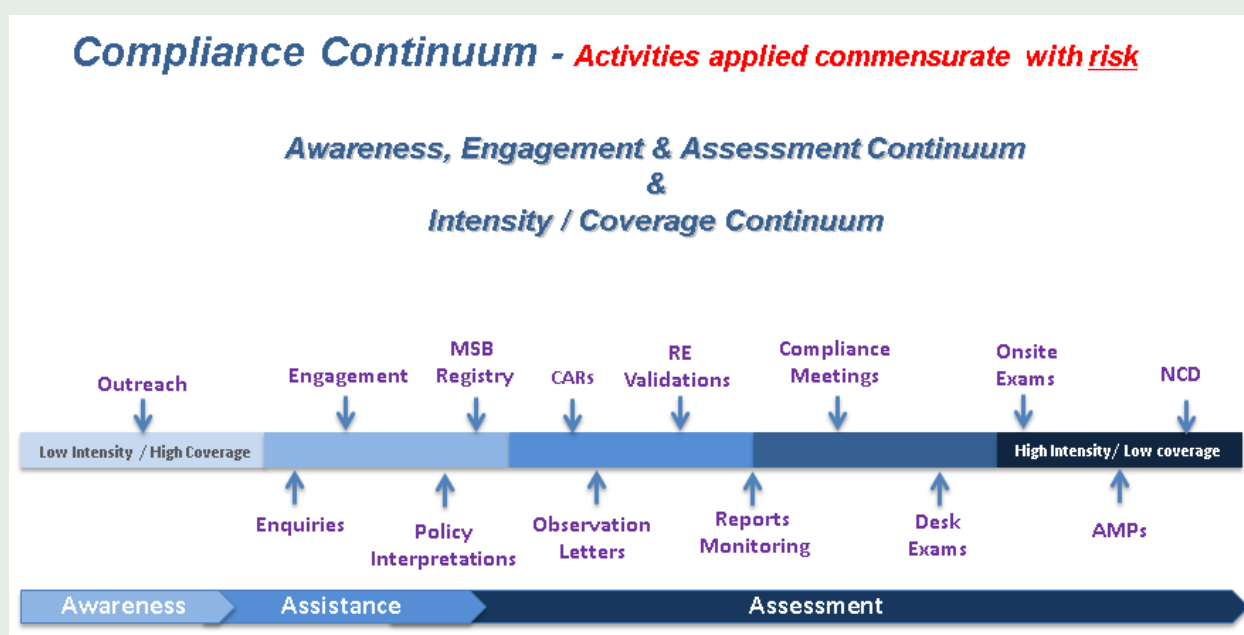 Compliance Continuum - Activities applied commensurate with risk
Awareness, Engagement & Assessment Continuum
&
Intensity / Coverage Continuum
Outreach
Engagement
MSB
Registry
CARs
RE
Validations
Compliance
Meetings
Onsite
Exams
NCD
Low Intensity / High Coverage
High Intensity/ Low coverage
Enquiries
Policy
Interpretations
Observation
Letters
Reports
Monitoring
Desk
Exams
AMPs
Awareness
Assistance
Assessment